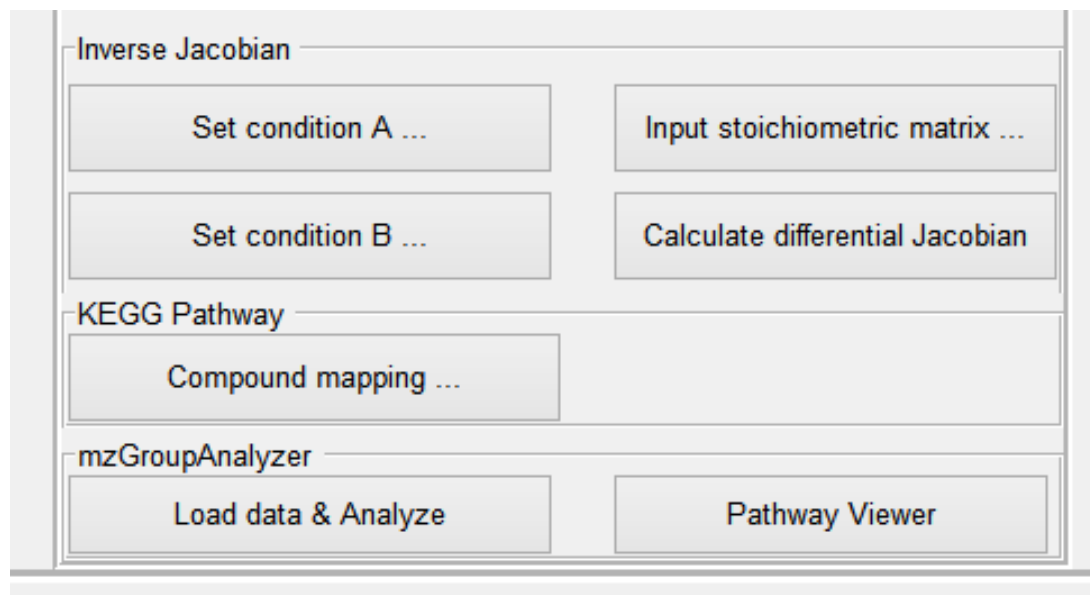 Inverse Jacobian
Set condition A ...
Input stoichiometric matrix ...
Set condition B ...
Calculate differential Jacobian
KEGG Pathway
Compound mapping ...
mzGroupAnalyzer
Load data & Analyze
Pathway Viewer